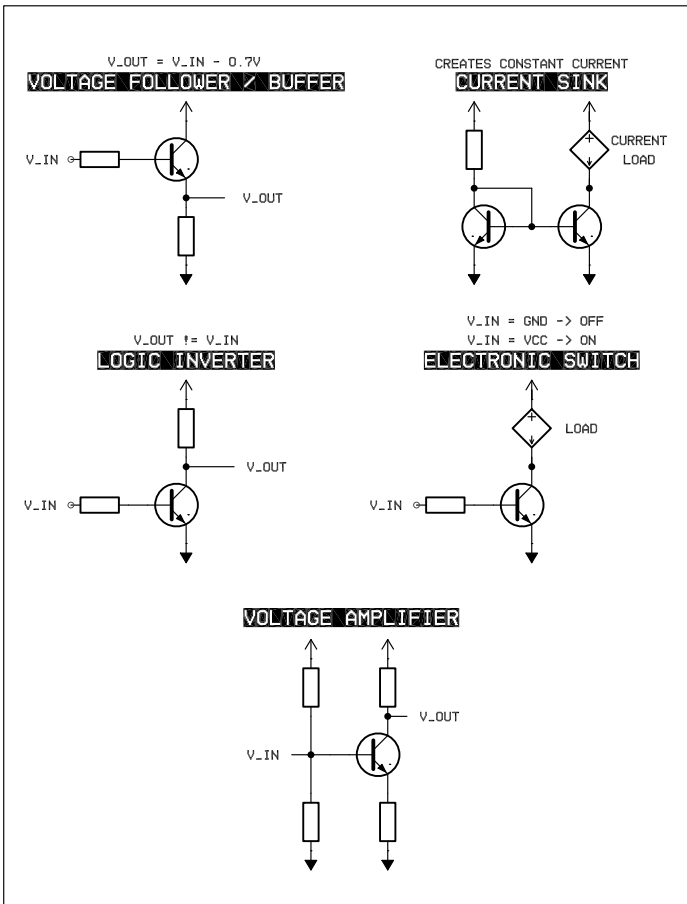 V_OUT = V_IN - 0.7V
VOLTAGE FOLLOWER / BUFFER
V_IN
V_OUT
CREATES CONSTANT CURRENT
CURRENT SINK
CURRENT
LOAD
V_OUT != V_IN
LOGIC INVERTER
V_OUT
V_IN
V_IN = GND -> OFF
V_IN = VCC -> ON
ELECTRONIC SWITCH
LOAD
V_IN
VOLTAGE AMPLIFIER
V_OUT
V_IN